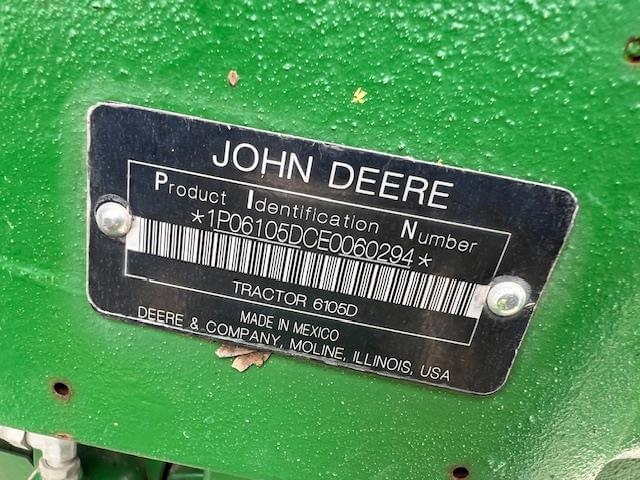 JOHN DEERE
Product Identification Number
*1P06105DCE0060294*
TRACTOR 6105D
MADE IN MEXICO
DEERE & COMPANY, MOLINE, ILLINOIS, USA